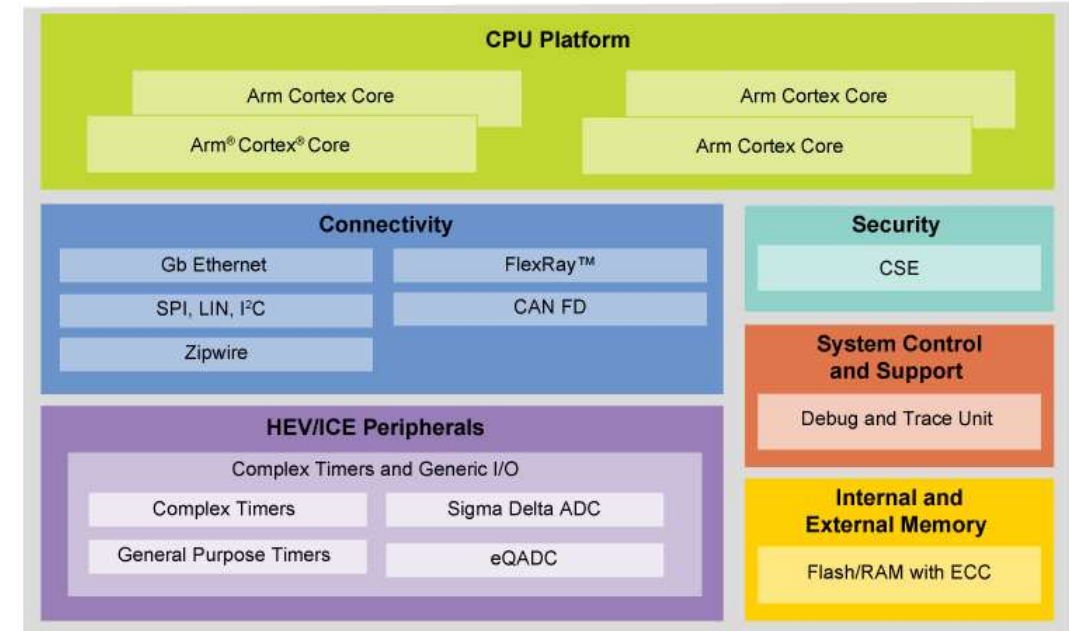 CPU Platform
Arm Cortex Core
Arm Cortex Core
Arm® Cortex® Core
Arm Cortex Core
Connectivity
Gb Ethernet
FlexRay™
SPI, LIN, I²C
CAN FD
Zipwire
Security
CSE
System Control
and Support
Debug and Trace Unit
HEV/ICE Peripherals
Complex Timers and Generic I/O
Complex Timers
Sigma Delta ADC
General Purpose Timers
eQADC
Internal and
External Memory
Flash/RAM with ECC